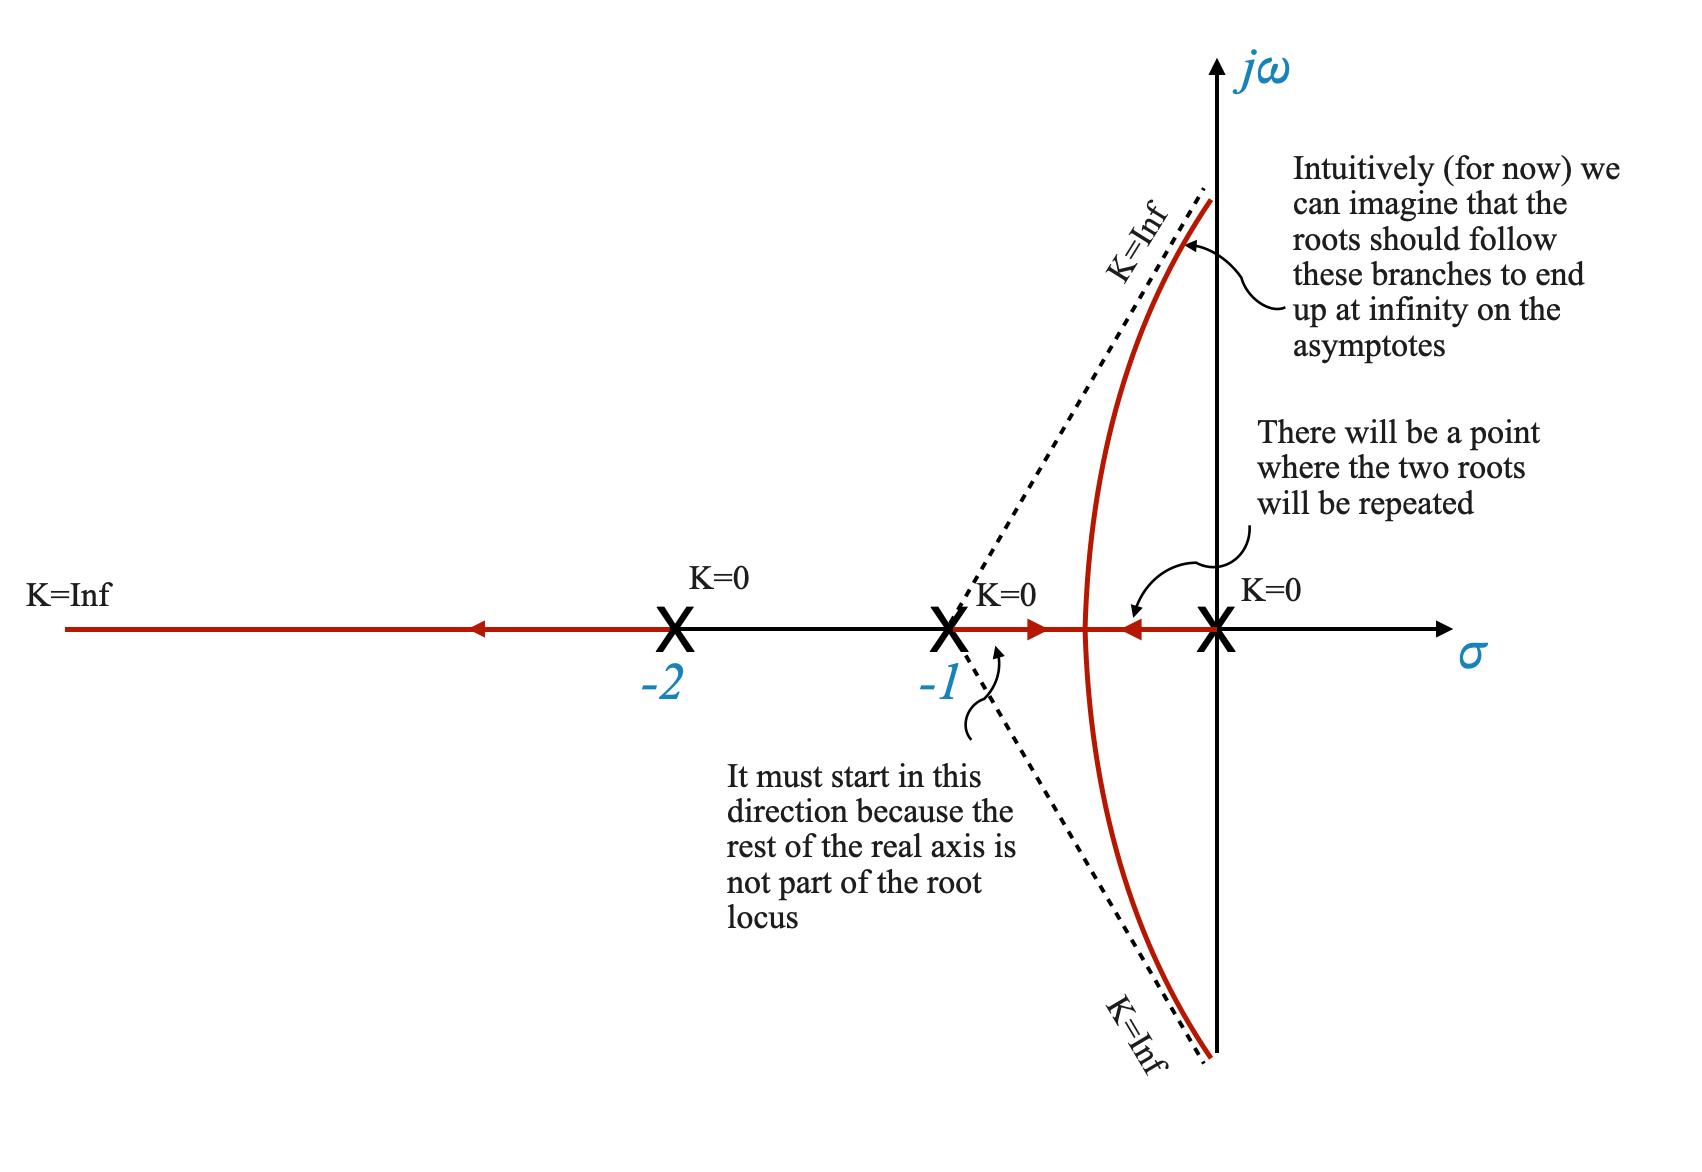 jω
Intuitively (for now) we
can imagine that the
roots should follow
these branches to end
up at infinity on the
asymptotes
K=Inf
There will be a point
where the two roots
will be repeated
K=Inf
K=0
K=0
K=0
-2
-1
σ
It must start in this
direction because the
rest of the real axis is
not part of the root
locus
K=Inf